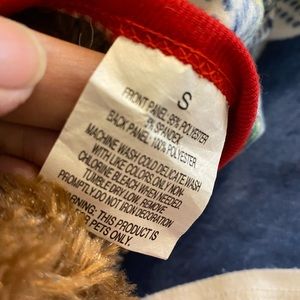 S
FRONT PANEL 95% POLYESTER
5% SPANDEX
BACK PANEL 100% POLYESTER
MACHINE WASH COLD DELICATE WASH
WITH LIKE COLORS ONLY NON-
CHLORINE BLEACH WHEN NEEDED
TUMBLE DRY LOW. REMOVE
PROMPTLY.DO NOT IRON DECORATION
WARNING: THIS PRODUCT IS
PETS ONLY.